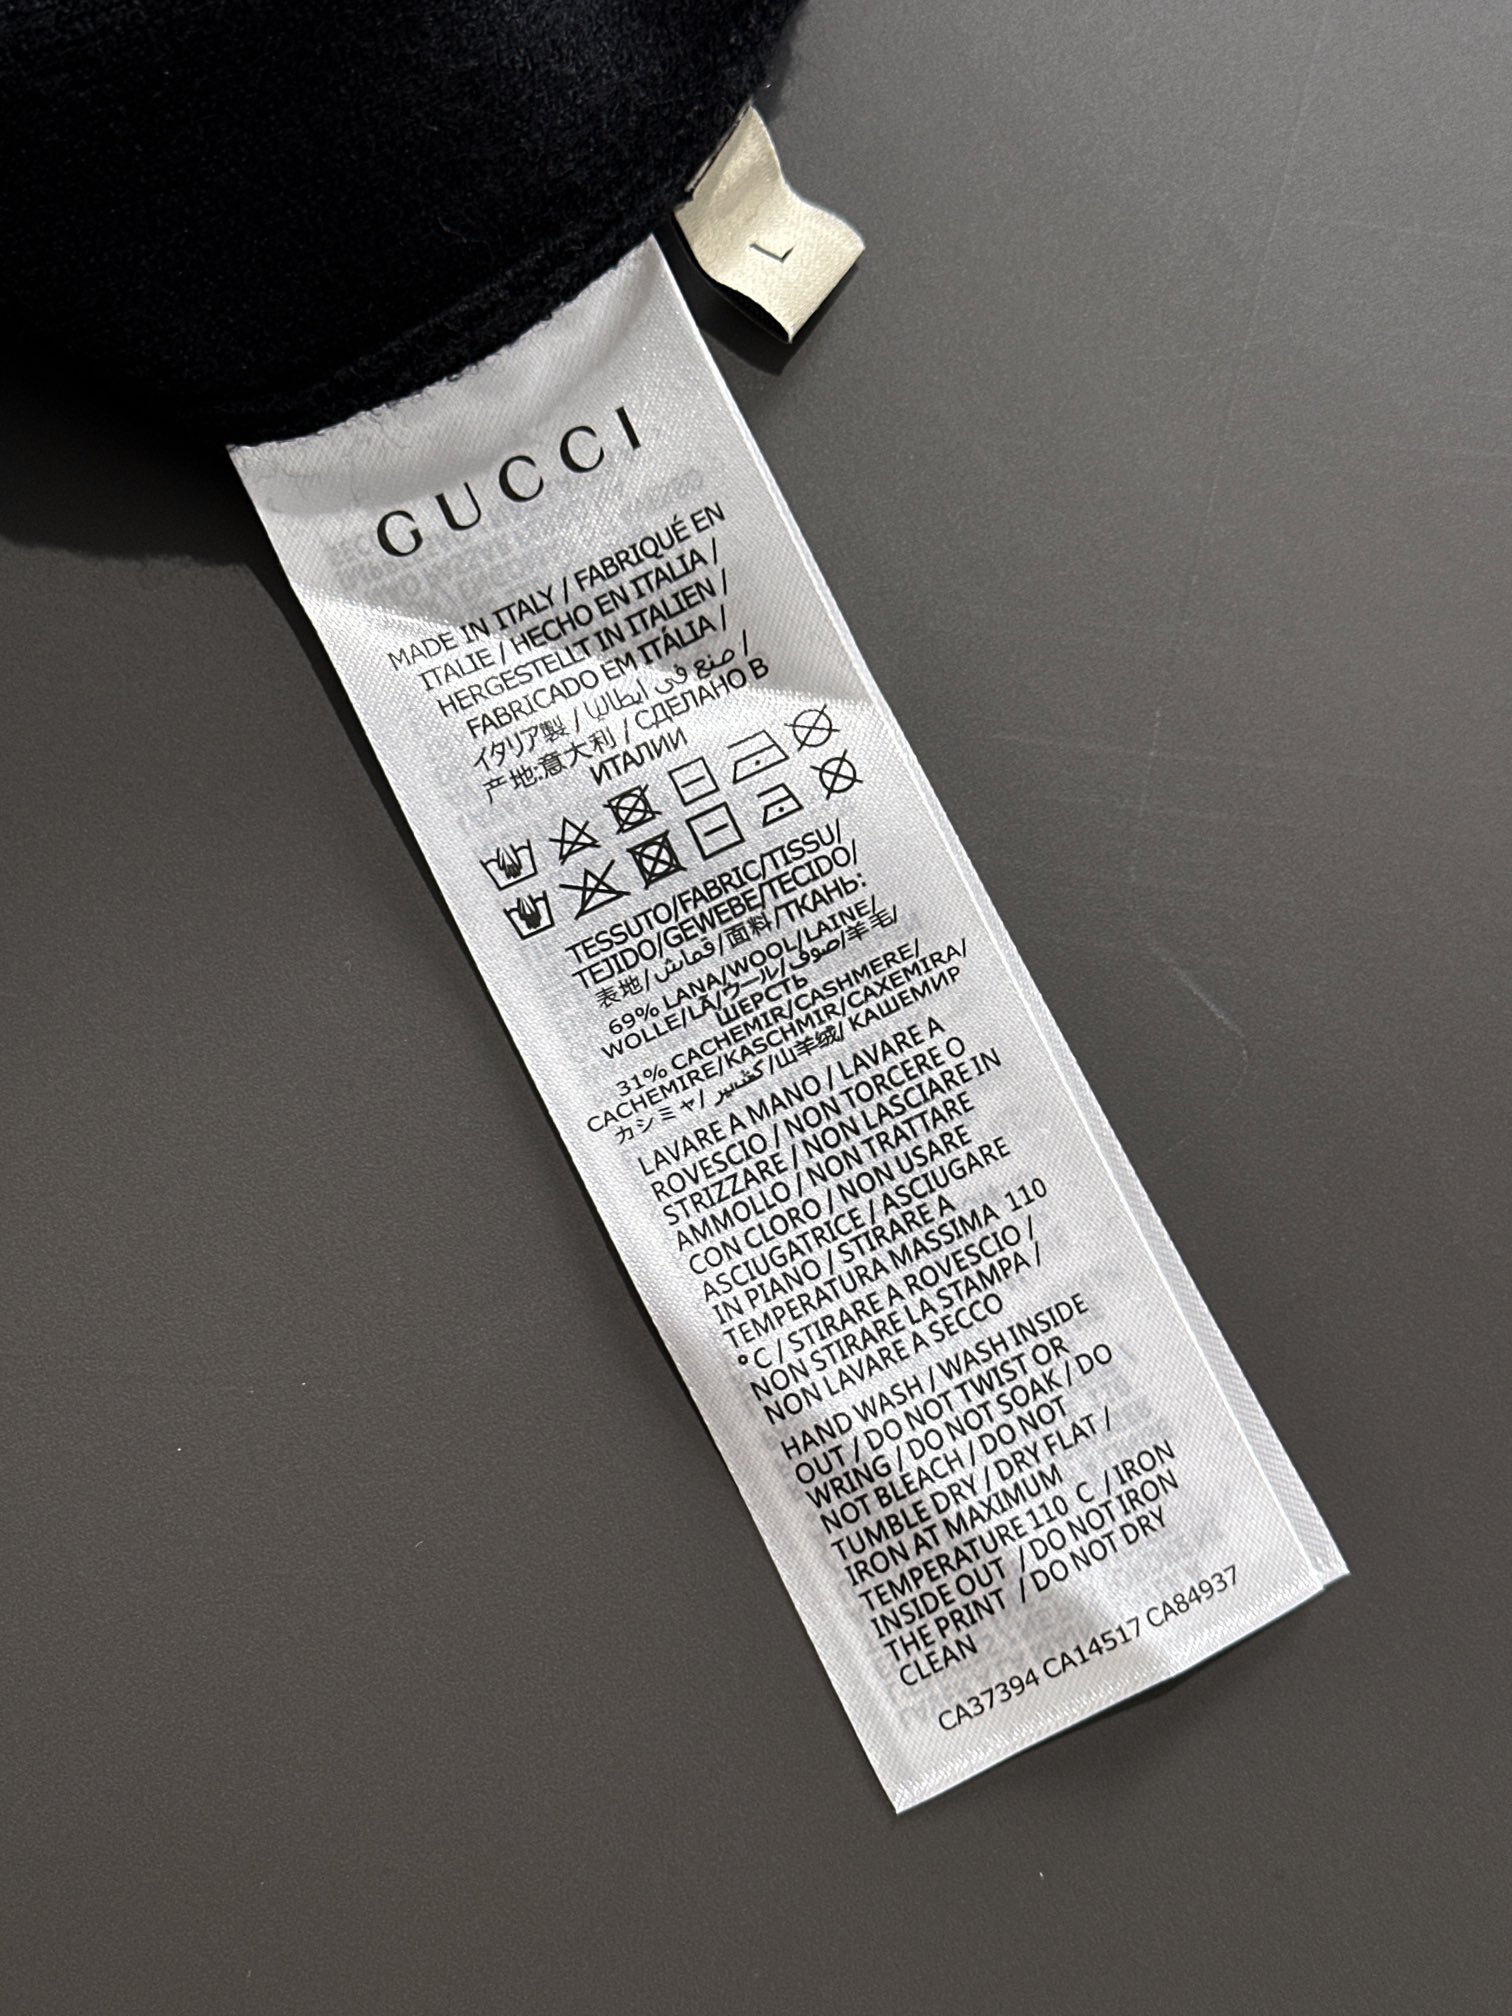 L
GUCCI
MADE IN ITALY / FABRIQUÉ EN
ITALIE / HECHO EN ITALIA /
HERGESTELLT IN ITALIEN /
FABRICADO EM ITÁLIA /
イタリア製 / صنع في ايطاليا /
产地:意大利 / СДЕЛАНО В
ИТАЛИИ
TESSUTO/FABRIC/TISSU/
TEJIDO/GEWEBE/TECIDO/
表地/قماش/面料/ТКАНЬ:
69% LANA/WOOL/LAINE/
WOLLE/LÃ/ウール/صوف/羊毛/
ШЕРСТЬ
31% CACHEMIR/CASHMERE/
CACHEMIRE/KASCHMIR/CAXEMIRA/
カシミヤ/كشمير/山羊绒/КАШЕМИР
LAVARE A MANO / LAVARE A
ROVESCIO / NON TORCERE O
STRIZZARE / NON LASCIARE IN
AMMOLLO / NON TRATTARE
CON CLORO / NON USARE
ASCIUGATRICE / ASCIUGARE
IN PIANO / STIRARE A
TEMPERATURA MASSIMA 110
°C / STIRARE A ROVESCIO /
NON STIRARE LA STAMPA /
NON LAVARE A SECCO
HAND WASH / WASH INSIDE
OUT / DO NOT TWIST OR
WRING / DO NOT SOAK / DO
NOT BLEACH / DO NOT
TUMBLE DRY / DRY FLAT /
IRON AT MAXIMUM
TEMPERATURE 110 C / IRON
INSIDE OUT / DO NOT IRON
THE PRINT / DO NOT DRY
CLEAN
CA37394 CA14517 CA84937